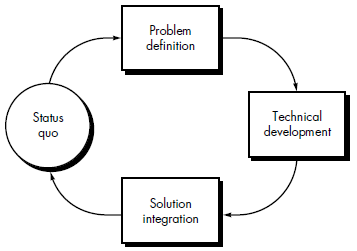 Problem
definition
Status
quo
Technical
development
Solution
integration